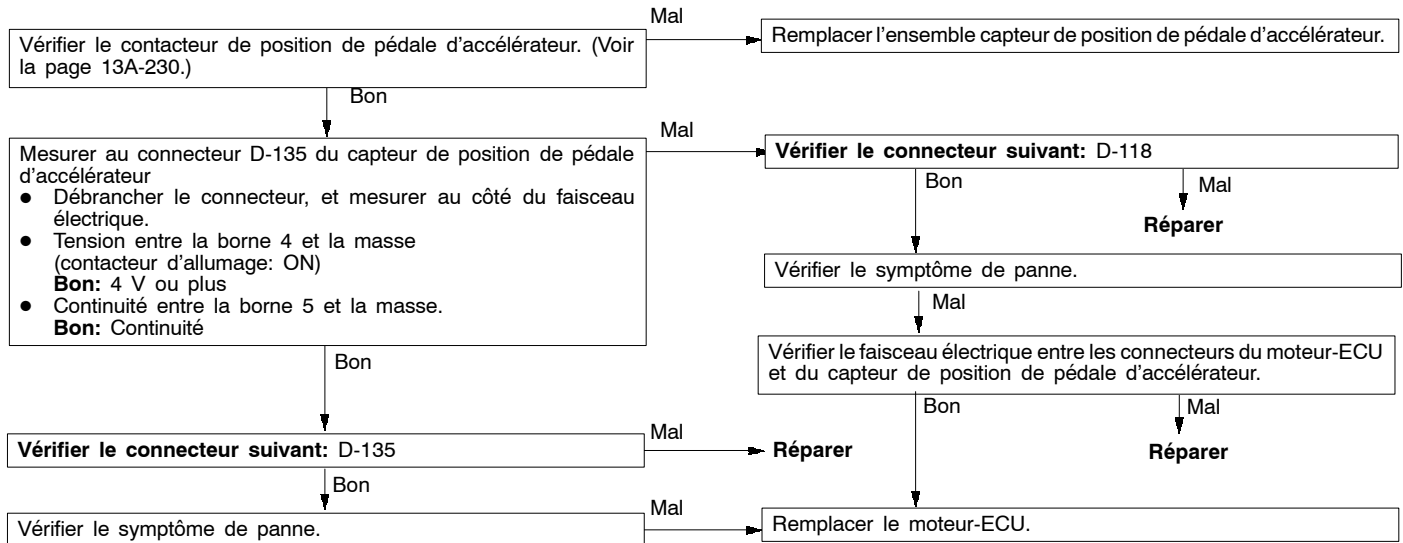 Mal
Vérifier le contacteur de position de pédale d'accélérateur. (Voir
la page 13A-230.)
Remplacer l'ensemble capteur de position de pédale d'accélérateur.
Bon
Mal
Mesurer au connecteur D-135 du capteur de position de pédale
d'accélérateur
● Débrancher le connecteur, et mesurer au côté du faisceau
électrique.
● Tension entre la borne 4 et la masse
(contacteur d'allumage: ON)
Bon: 4 V ou plus
● Continuité entre la borne 5 et la masse.
Bon: Continuité
Vérifier le connecteur suivant: D-118
Bon
Mal
Réparer
Vérifier le symptôme de panne.
Mal
Vérifier le faisceau électrique entre les connecteurs du moteur-ECU
et du capteur de position de pédale d'accélérateur.
Bon
Bon
Mal
Vérifier le connecteur suivant: D-135
Mal
Réparer
Réparer
Bon
Vérifier le symptôme de panne.
Mal
Remplacer le moteur-ECU.